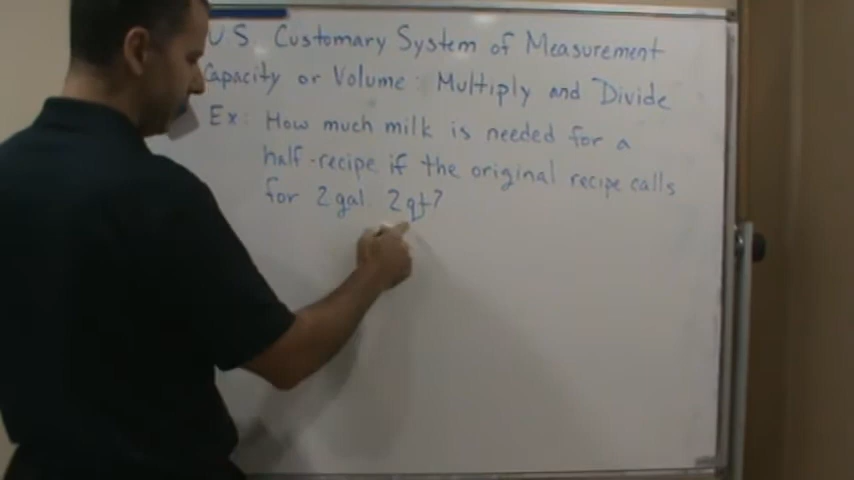 U.S. Customary System of Measurement
Capacity or Volume: Multiply and Divide
Ex: How much milk is needed for a
half-recipe if the original recipe calls
for 2 gal 2 qt?